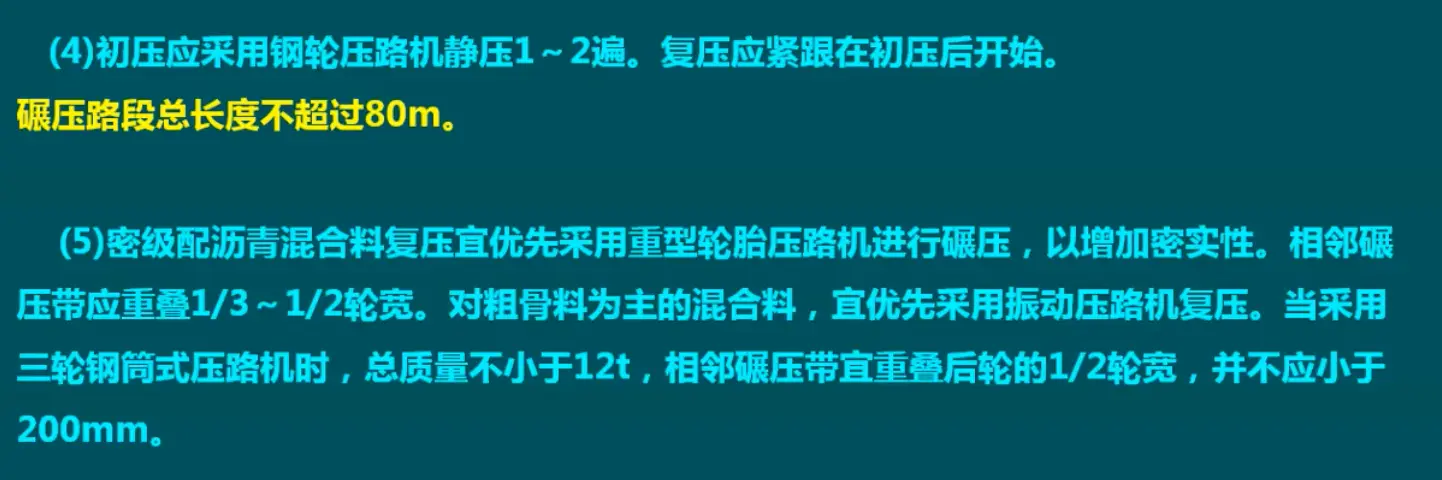 (4)初压应采用钢轮压路机静压1～2遍。复压应紧跟在初压后开始。
碾压路段总长度不超过80m。
(5)密级配沥青混合料复压宜优先采用重型轮胎压路机进行碾压，以增加密实性。相邻碾
压带应重叠1/3～1/2轮宽。对粗骨料为主的混合料，宜优先采用振动压路机复压。当采用
三轮钢筒式压路机时，总质量不小于12t，相邻碾压带宜重叠后轮的1/2轮宽，并不应小于
200mm。